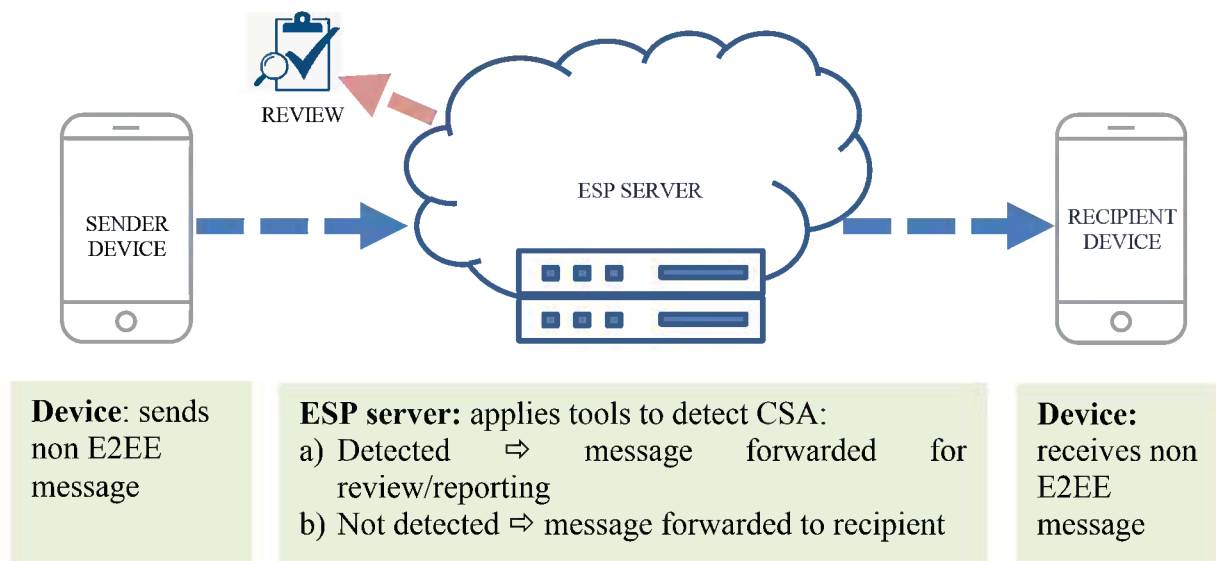 REVIEW
SENDER
DEVICE
ESP SERVER
RECIPIENT
DEVICE
Device: sends
non E2EE
message
ESP server: applies tools to detect CSA:
a) Detected ⇨ message forwarded for
review/reporting
b) Not detected ⇨ message forwarded to recipient
Device:
receives non
E2EE
message